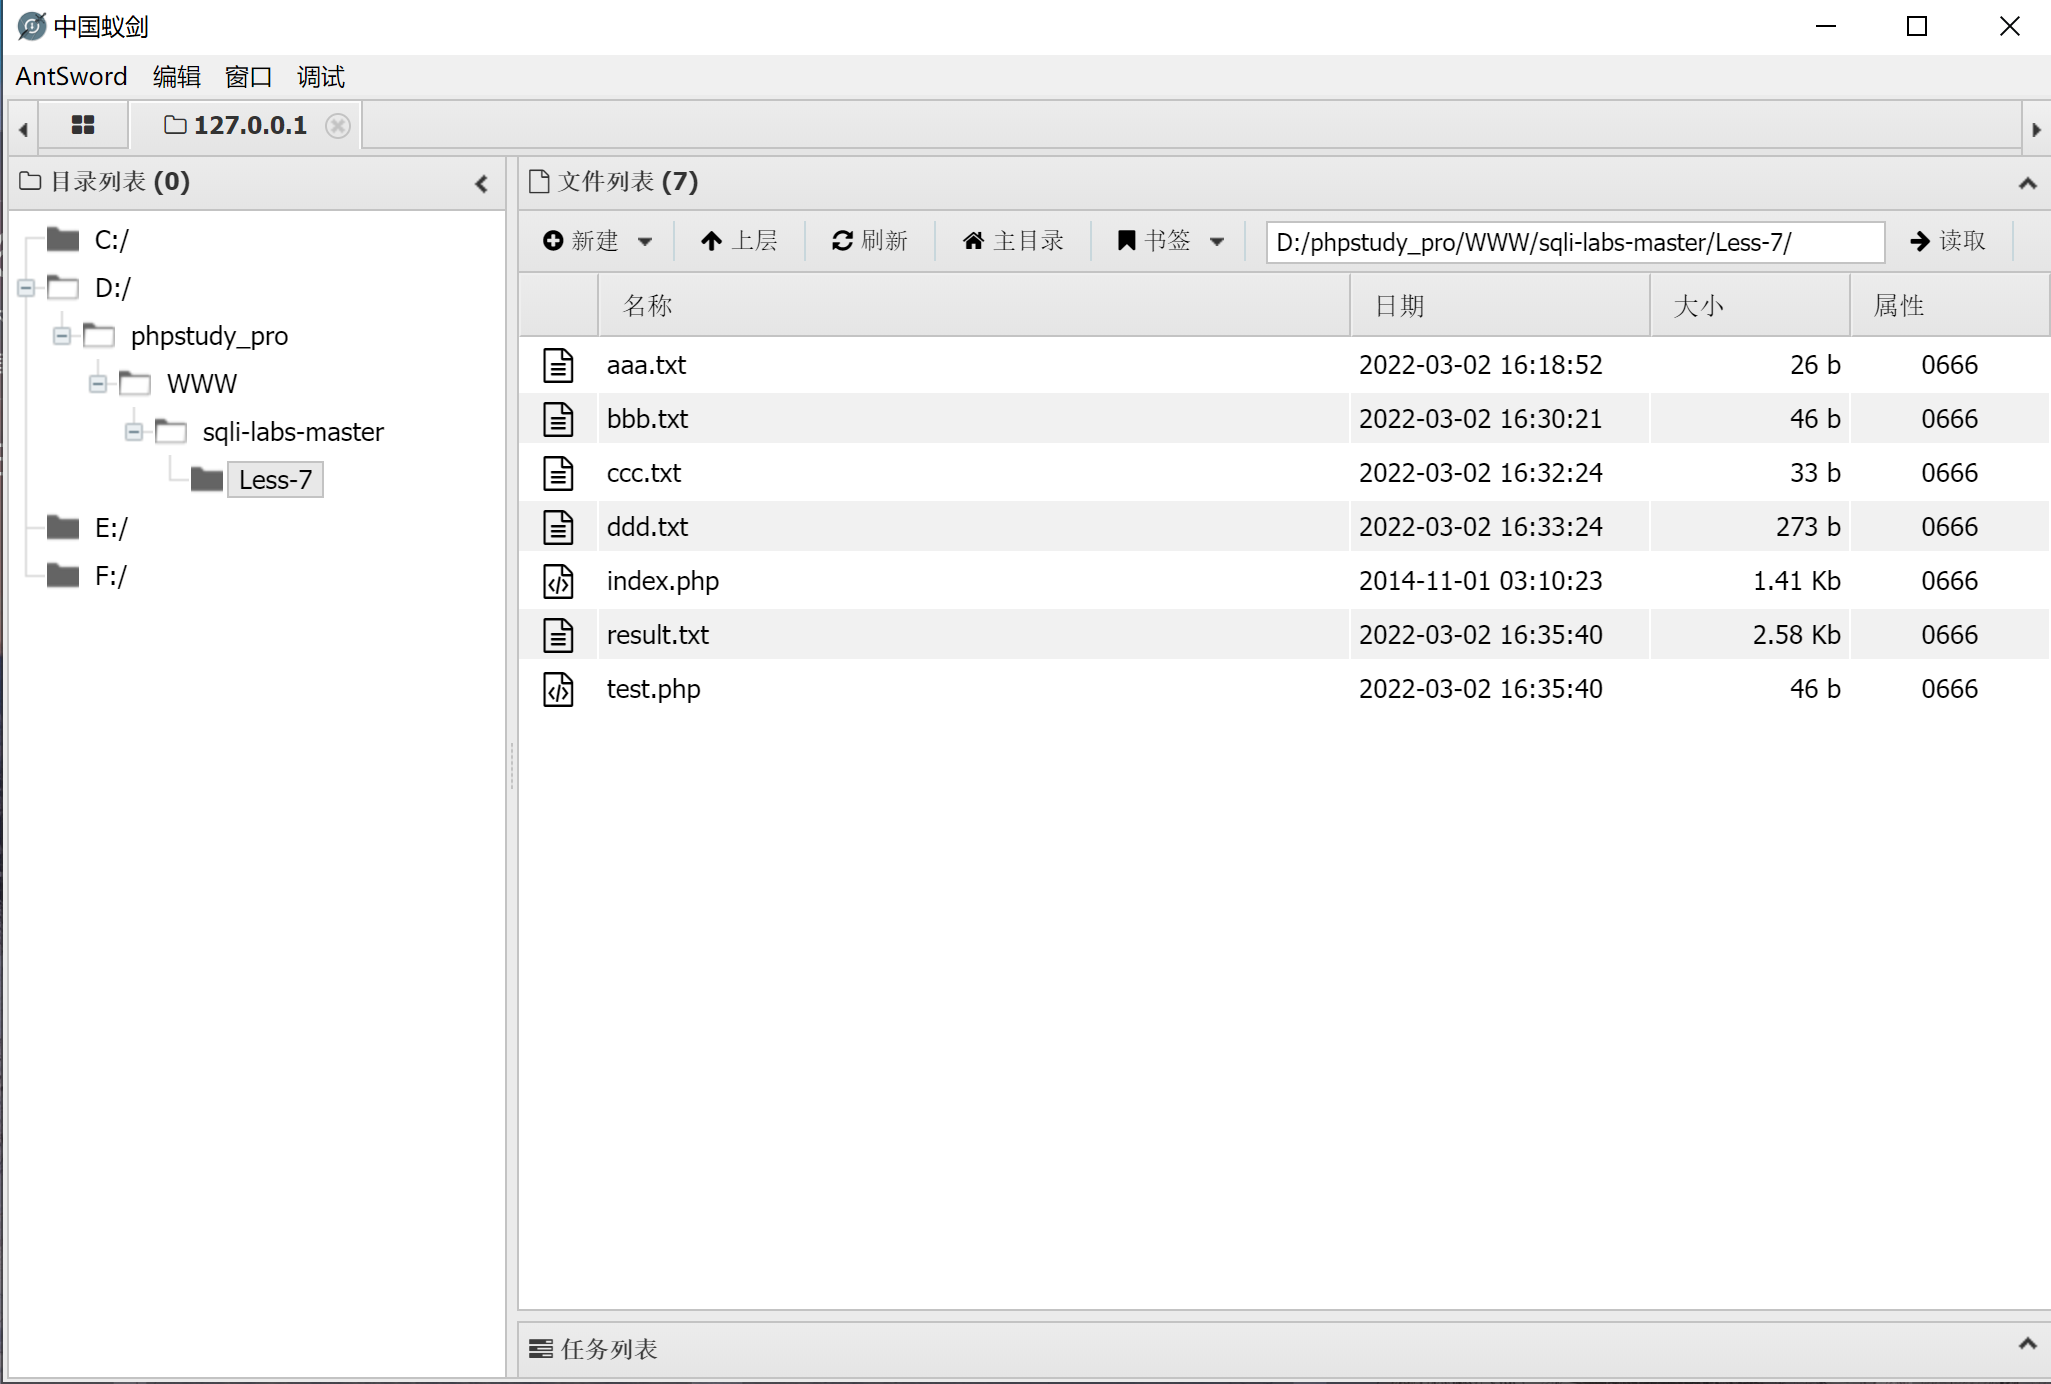 中国蚁剑
AntSword 编辑 窗口 调试
127.0.0.1
目录列表 (0)
C:/
D:/
phpstudy_pro
WWW
sqli-labs-master
Less-7
E:/
F:/
文件列表 (7)
新建 上层 刷新 主目录 书签 D:/phpstudy_pro/WWW/sqli-labs-master/Less-7/ 读取
名称 日期 大小 属性
aaa.txt 2022-03-02 16:18:52 26 b 0666
bbb.txt 2022-03-02 16:30:21 46 b 0666
ccc.txt 2022-03-02 16:32:24 33 b 0666
ddd.txt 2022-03-02 16:33:24 273 b 0666
index.php 2014-11-01 03:10:23 1.41 Kb 0666
result.txt 2022-03-02 16:35:40 2.58 Kb 0666
test.php 2022-03-02 16:35:40 46 b 0666
任务列表